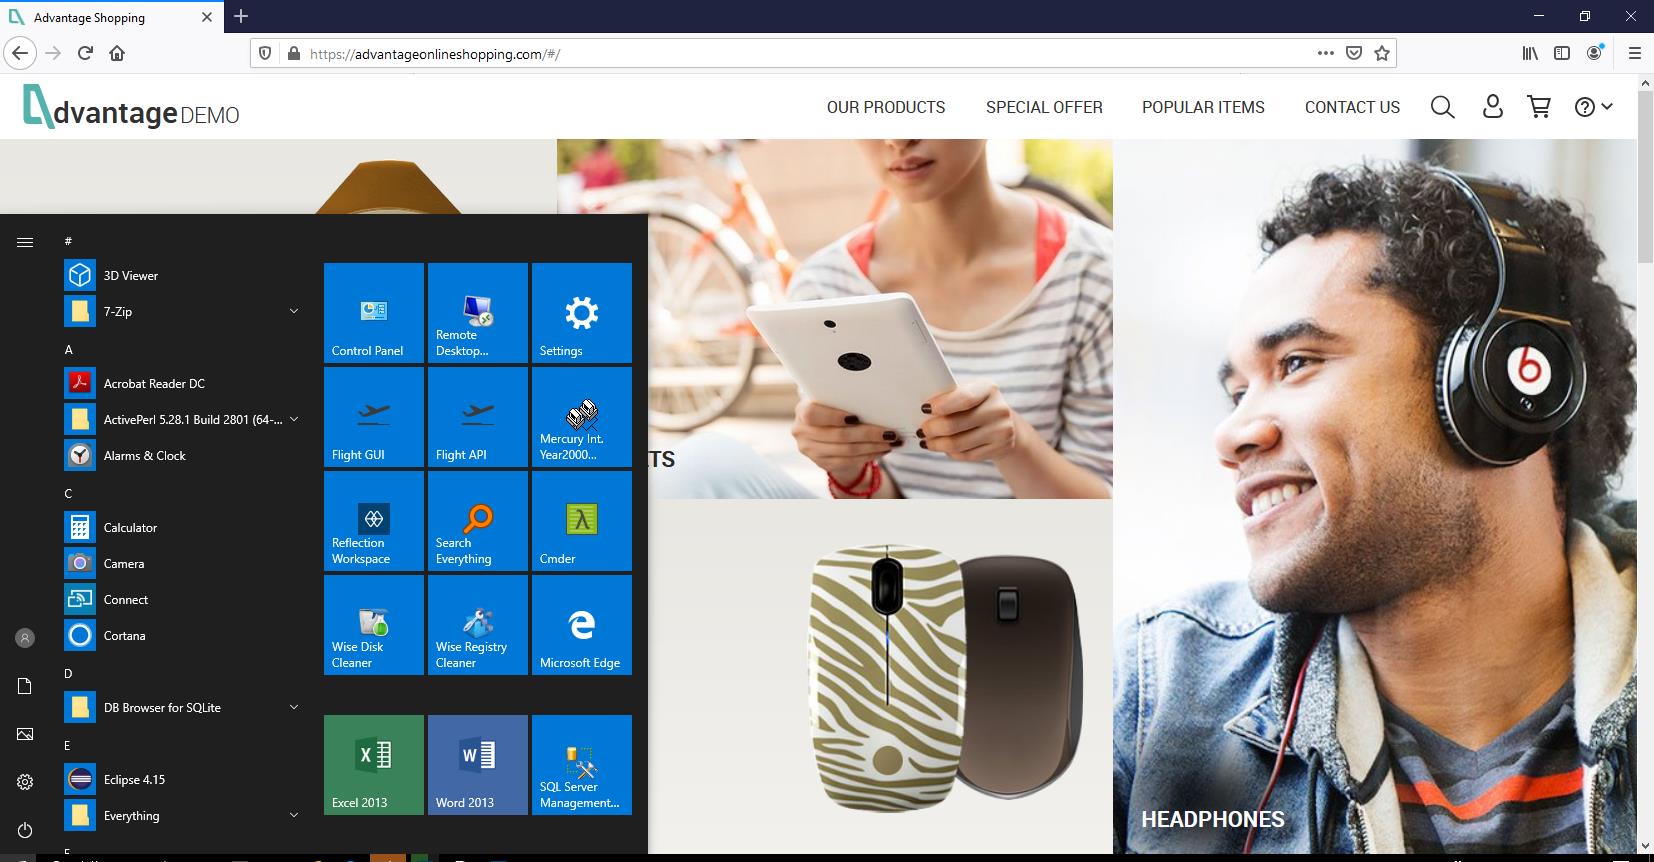 Advantage Shopping
https://advantageonlineshopping.com/#/
dvantage DEMO
OUR PRODUCTS
SPECIAL OFFER
POPULAR ITEMS
CONTACT US
#
3D Viewer
7-Zip
A
Acrobat Reader DC
ActivePerl 5.28.1 Build 2801 (64-...
Alarms & Clock
C
Calculator
Camera
Connect
Cortana
D
DB Browser for SQLite
E
Eclipse 4.15
Everything
Control Panel
Remote
Desktop...
Settings
Flight GUI
Flight API
Mercury Int.
Year2000...
Reflection
Workspace
Search
Everything
Cmder
Wise Disk
Cleaner
Wise Registry
Cleaner
Microsoft Edge
Excel 2013
Word 2013
SQL Server
Management...
TS
HEADPHONES